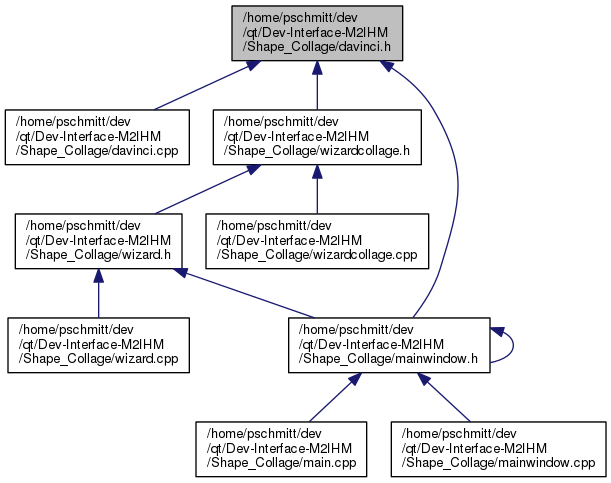 /home/pschmitt/dev
/qt/Dev-Interface-M2IHM
/Shape_Collage/davinci.h
/home/pschmitt/dev
/qt/Dev-Interface-M2IHM
/Shape_Collage/davinci.cpp
/home/pschmitt/dev
/qt/Dev-Interface-M2IHM
/Shape_Collage/wizardcollage.h
/home/pschmitt/dev
/qt/Dev-Interface-M2IHM
/Shape_Collage/wizard.h
/home/pschmitt/dev
/qt/Dev-Interface-M2IHM
/Shape_Collage/wizardcollage.cpp
/home/pschmitt/dev
/qt/Dev-Interface-M2IHM
/Shape_Collage/wizard.cpp
/home/pschmitt/dev
/qt/Dev-Interface-M2IHM
/Shape_Collage/mainwindow.h
/home/pschmitt/dev
/qt/Dev-Interface-M2IHM
/Shape_Collage/main.cpp
/home/pschmitt/dev
/qt/Dev-Interface-M2IHM
/Shape_Collage/mainwindow.cpp